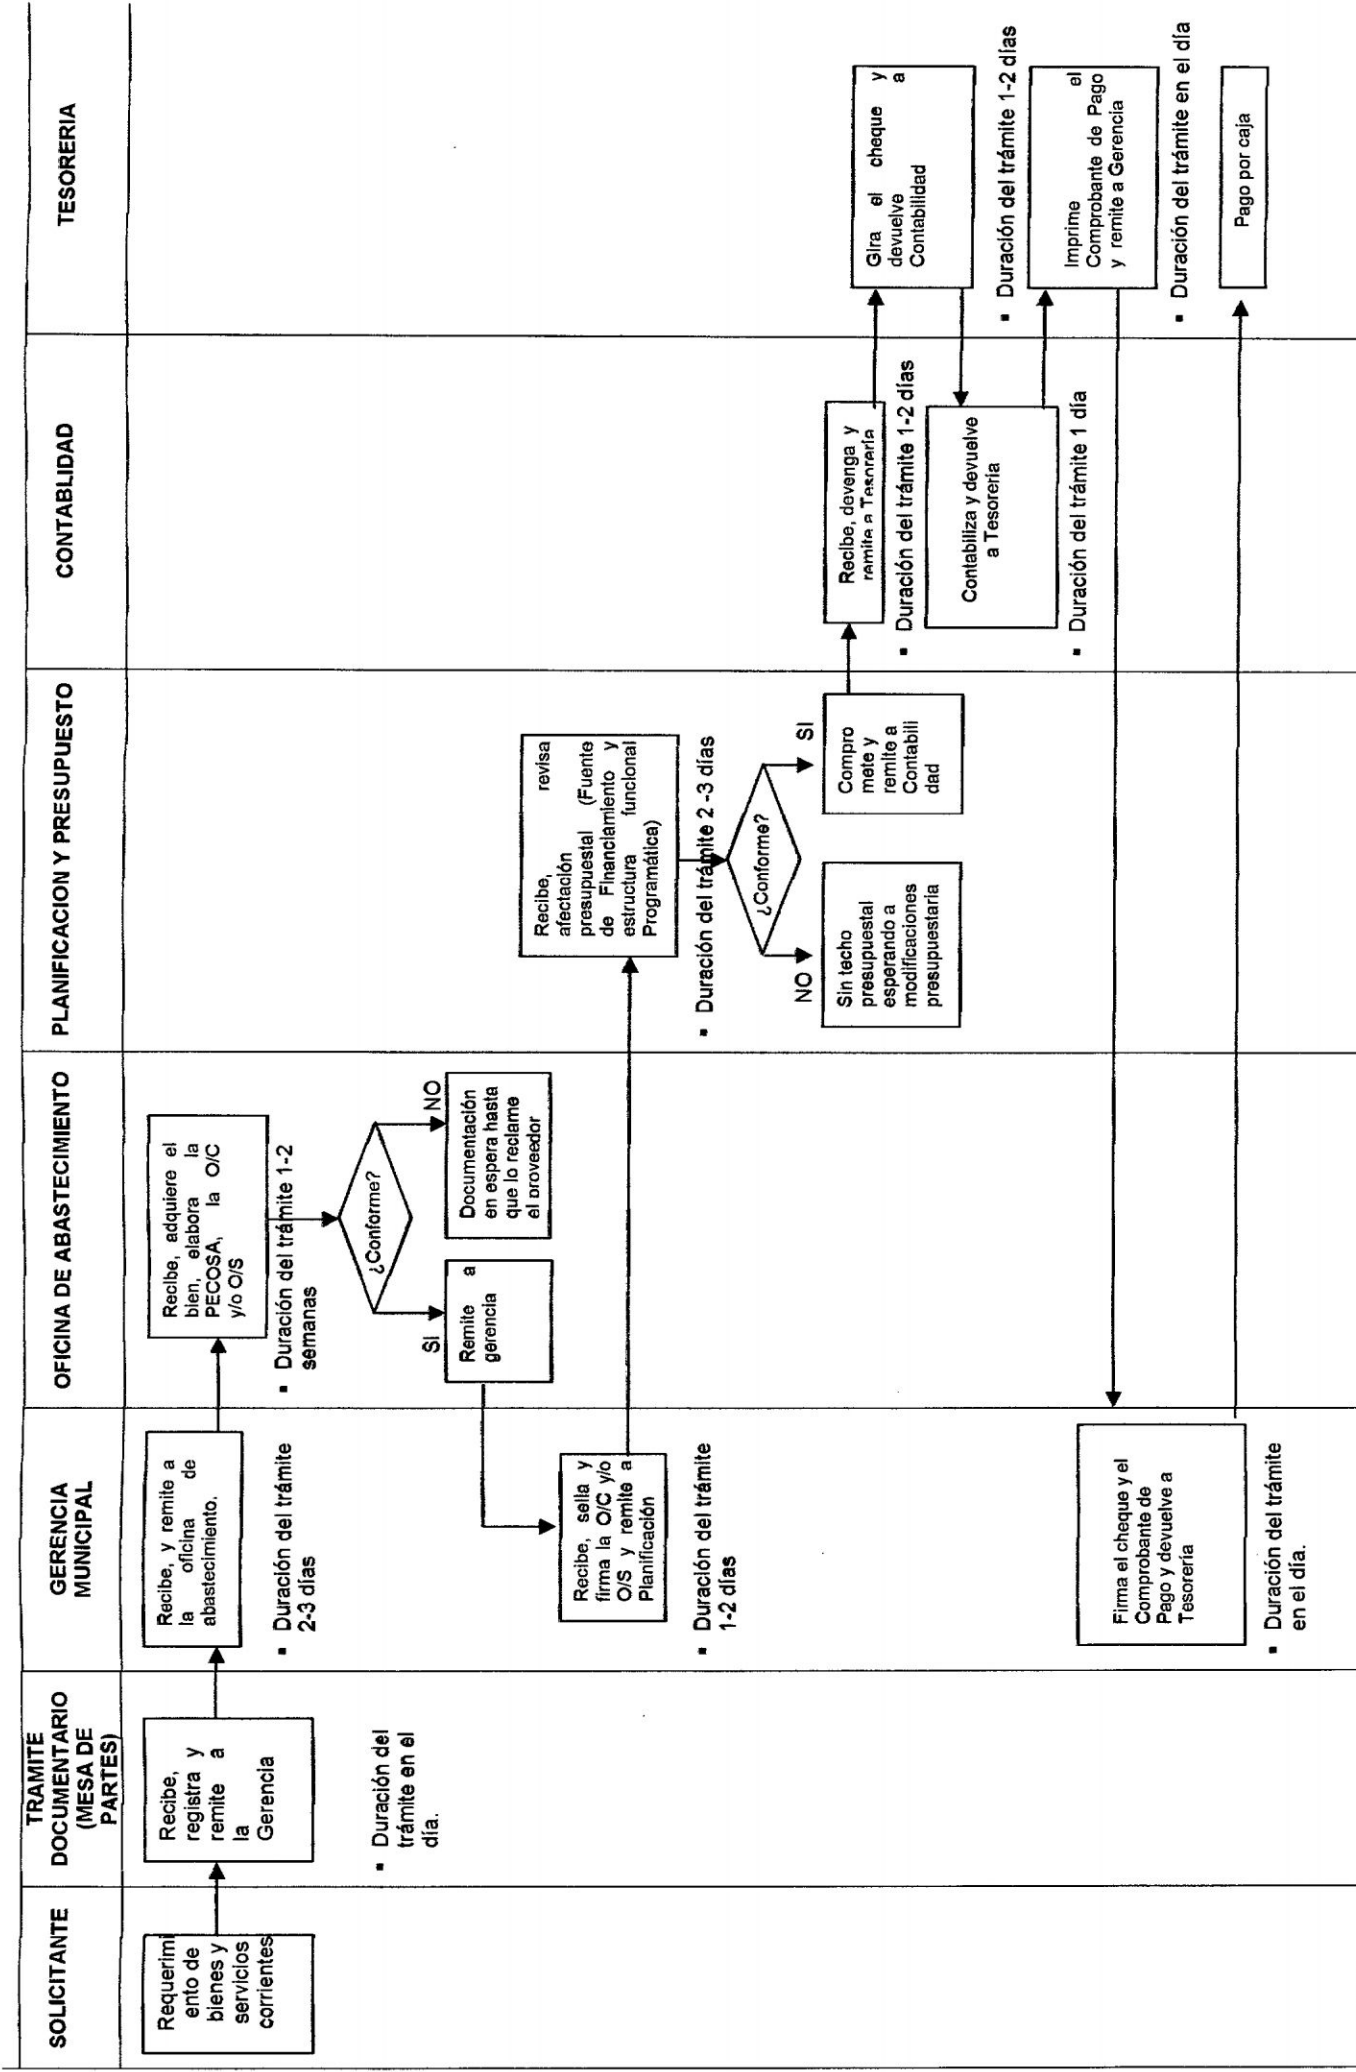 SOLICITANTE
TRAMITE
DOCUMENTARIO
(MESA DE
PARTES)
GERENCIA
MUNICIPAL
OFICINA DE ABASTECIMIENTO
PLANIFICACION Y PRESUPUESTO
CONTABLIDAD
TESORERIA
Requerimi
ento de
bienes y
servicios
corrientes
Recibe,
registra y
remite a
la
Gerencia
▪ Duración del
trámite en el
día.
Recibe, y remite a
la oficina de
abastecimiento.
▪ Duración del trámite
2-3 días
Recibe, adquiere el
bien, elabora la
PECOSA, la O/C
y/o O/S
▪ Duración del trámite 1-2
semanas
¿Conforme?
SI
NO
Remite a
gerencia
Documentación
en espera hasta
que lo reclame
el proveedor
Recibe, sella y
firma la O/C y/o
O/S y remite a
Planificación
▪ Duración del trámite
1-2 días
Recibe, revisa
afectación
presupuestal (Fuente
de Financiamiento y
estructura funcional
Programática)
▪ Duración del trámite 2 -3 días
¿Conforme?
NO
SI
Sin techo
presupuestal
esperando a
modificaciones
presupuestaria
Compro
mete y
remite a
Contabili
dad
Recibe, devenga y
remite a Tesorería
▪ Duración del trámite 1-2 días
Gira el cheque y
devuelve a
Contabilidad
▪ Duración del trámite 1-2 días
Contabiliza y devuelve
a Tesorería
▪ Duración del trámite 1 día
Imprime el
Comprobante de Pago
y remite a Gerencia
▪ Duración del trámite en el día
Firma el cheque y el
Comprobante de
Pago y devuelve a
Tesorería
▪ Duración del trámite
en el día.
Pago por caja